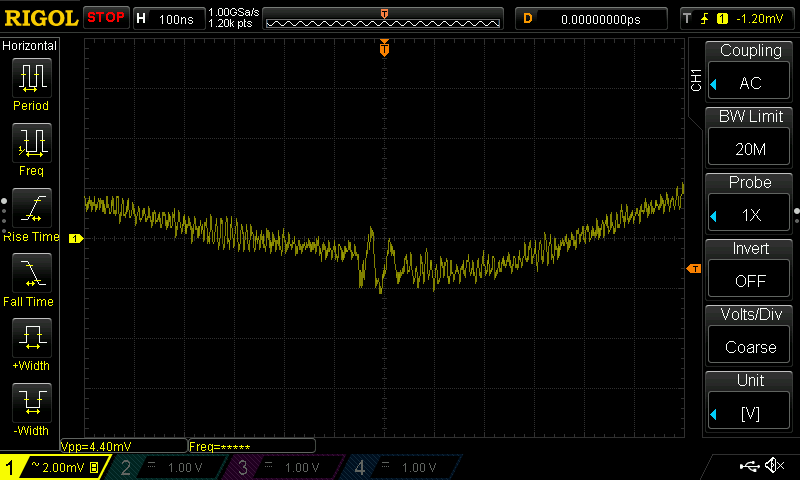 RIGOL STOP H 100ns 1.00GSa/s 1.20k pts T D 0.00000000ps T 1 -1.20mV
Horizontal
Period
Freq
Rise Time
Fall Time
+Width
-Width
1
T
CH1
Coupling
AC
BW Limit
20M
Probe
1X
Invert
OFF
Volts/Div
Coarse
Unit
[V]
Vpp=4.40mV Freq=*****
1 ~ 2.00mV B 2 1.00 V 3 1.00 V 4 1.00 V